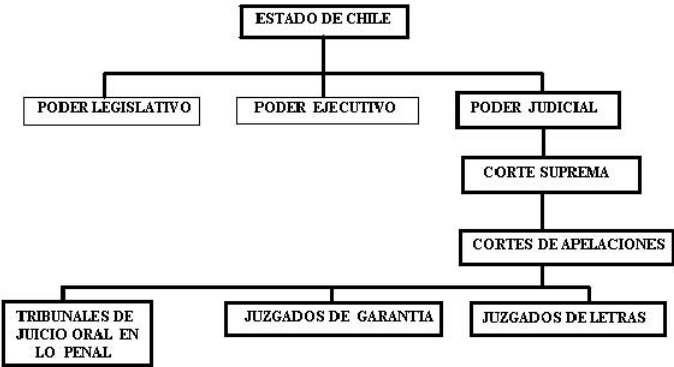 ESTADO DE CHILE
PODER LEGISLATIVO
PODER EJECUTIVO
PODER JUDICIAL
CORTE SUPREMA
CORTES DE APELACIONES
TRIBUNALES DE
JUICIO ORAL EN
LO PENAL
JUZGADOS DE GARANTIA
JUZGADOS DE LETRAS